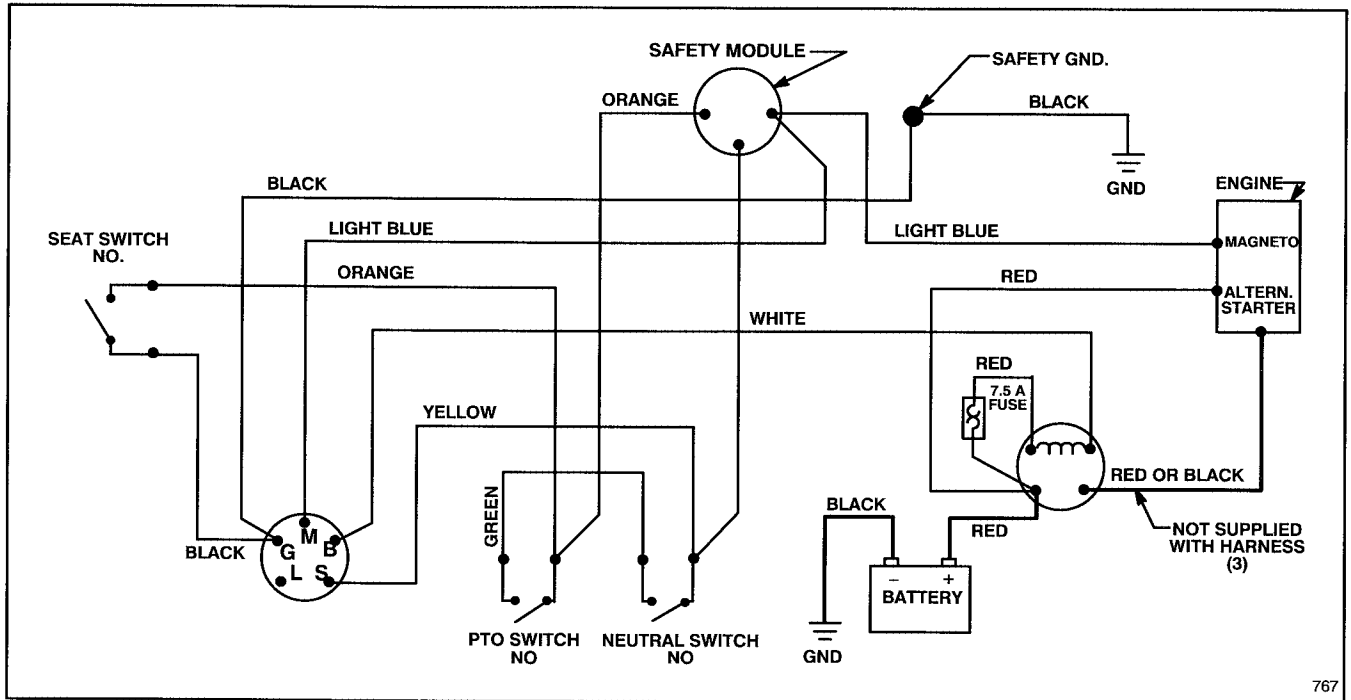 SAFETY MODULE
SAFETY GND.
ORANGE
BLACK
GND
ENGINE
BLACK
LIGHT BLUE
LIGHT BLUE
MAGNETO
SEAT SWITCH
NO.
ORANGE
RED
ALTERN.
STARTER
WHITE
RED
7.5 A
FUSE
YELLOW
RED OR BLACK
GREEN
BLACK
RED
NOT SUPPLIED
WITH HARNESS
(3)
BLACK
M
G
B
L
S
- +
BATTERY
PTO SWITCH
NO
NEUTRAL SWITCH
NO
GND
767